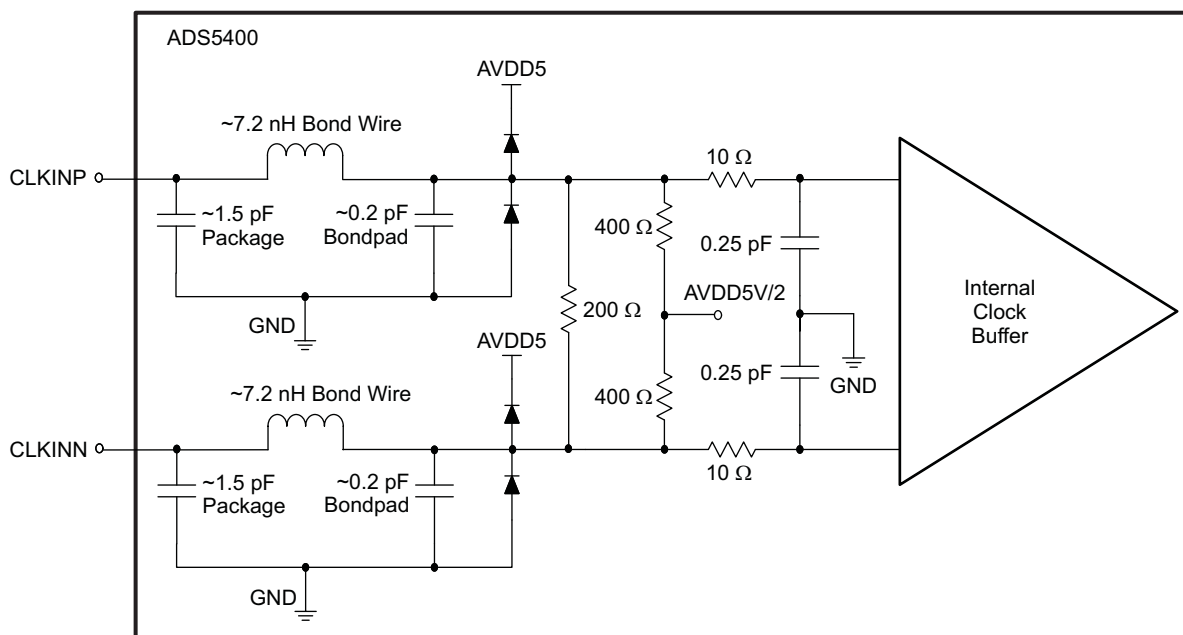 ADS5400
AVDD5
~7.2 nH Bond Wire
10 Ω
CLKINP
~1.5 pF
Package
~0.2 pF
Bondpad
400 Ω
0.25 pF
AVDD5V/2
200 Ω
Internal
Clock
Buffer
GND
AVDD5
0.25 pF
GND
~7.2 nH Bond Wire
400 Ω
CLKINN
10 Ω
~1.5 pF
Package
~0.2 pF
Bondpad
GND